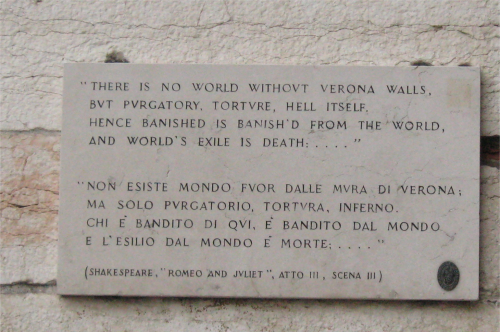 "THERE IS NO WORLD WITHOVT VERONA WALLS,
BVT PVRGATORY, TORTVRE, HELL ITSELF,
HENCE BANISHED IS BANISH'D FROM THE WORLD,
AND WORLD'S EXILE IS DEATH:...."
"NON ESISTE MONDO FVOR DALLE MVRA DI VERONA;
MA SOLO PVRGATORIO, TORTVRA, INFERNO.
CHI È BANDITO DI QVI, È BANDITO DAL MONDO
E L'ESILIO DAL MONDO È MORTE:...."
(SHAKESPEARE, "ROMEO AND JVLIET", ATTO III, SCENA III)